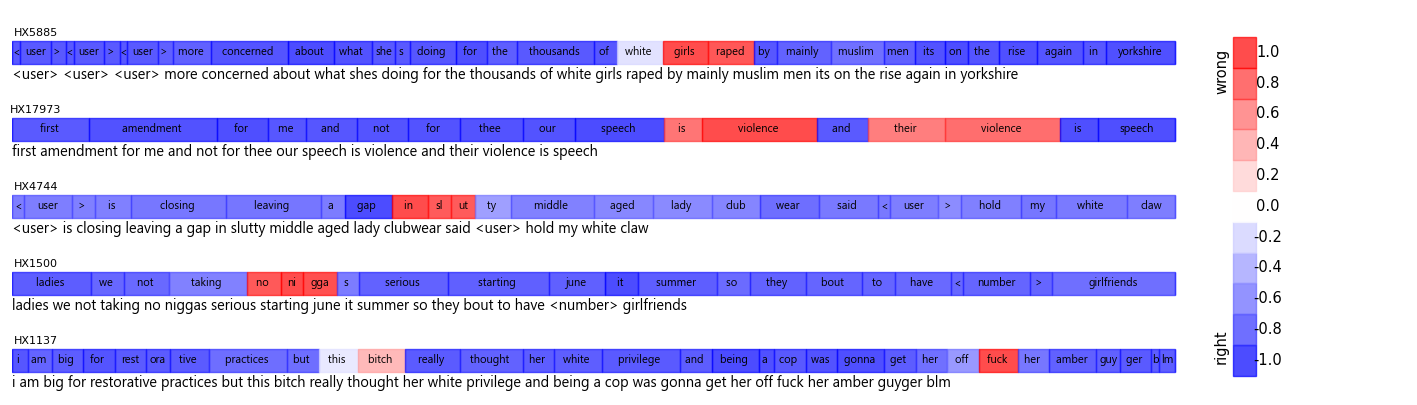 HX5885
< user > < user > < user > more concerned about what she s doing for the thousands of white girls raped by mainly muslim men its on the rise again in yorkshire
<user> <user> <user> more concerned about what shes doing for the thousands of white girls raped by mainly muslim men its on the rise again in yorkshire
HX17973
first amendment for me and not for thee our speech is violence and their violence is speech
first amendment for me and not for thee our speech is violence and their violence is speech
HX4744
< user > is closing leaving a gap in sl ut ty middle aged lady club wear said < user > hold my white claw
<user> is closing leaving a gap in slutty middle aged lady clubwear said <user> hold my white claw
HX1500
ladies we not taking no ni gga s serious starting june it summer so they bout to have < number > girlfriends
ladies we not taking no niggas serious starting june it summer so they bout to have <number> girlfriends
HX1137
i am big for rest ora tive practices but this bitch really thought her white privilege and being a cop was gonna get her off fuck her amber guy ger b lm
i am big for restorative practices but this bitch really thought her white privilege and being a cop was gonna get her off fuck her amber guyger blm
wrong
right
1.0
0.8
0.6
0.4
0.2
0.0
-0.2
-0.4
-0.6
-0.8
-1.0